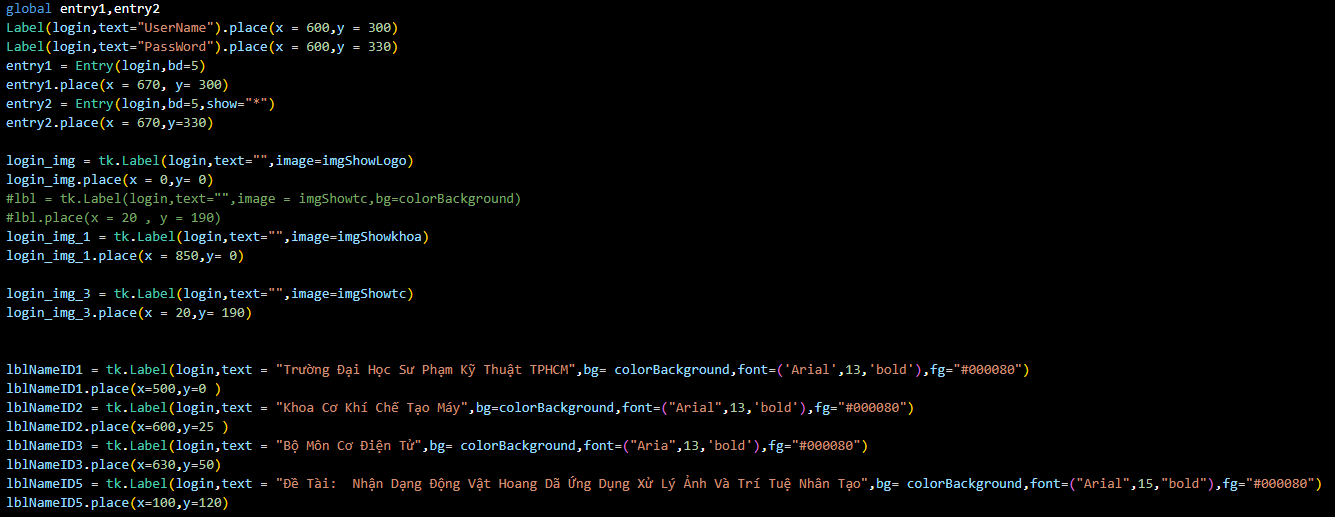 global entry1,entry2
Label(login,text="UserName").place(x = 600,y = 300)
Label(login,text="PassWord").place(x = 600,y = 330)
entry1 = Entry(login,bd=5)
entry1.place(x = 670, y= 300)
entry2 = Entry(login,bd=5,show="*")
entry2.place(x = 670,y=330)
login_img = tk.Label(login,text="",image=imgShowLogo)
login_img.place(x = 0,y= 0)
#lbl = tk.Label(login,text="",image = imgShowtc,bg=colorBackground)
#lbl.place(x = 20 , y = 190)
login_img_1 = tk.Label(login,text="",image=imgShowkhoa)
login_img_1.place(x = 850,y= 0)
login_img_3 = tk.Label(login,text="",image=imgShowtc)
login_img_3.place(x = 20,y= 190)
lblNameID1 = tk.Label(login,text = "Trường Đại Học Sư Phạm Kỹ Thuật TPHCM",bg= colorBackground,font=('Arial',13,'bold'),fg="#000080")
lblNameID1.place(x=500,y=0 )
lblNameID2 = tk.Label(login,text = "Khoa Cơ Khí Chế Tạo Máy",bg=colorBackground,font=("Arial",13,'bold'),fg="#000080")
lblNameID2.place(x=600,y=25 )
lblNameID3 = tk.Label(login,text = "Bộ Môn Cơ Điện Tử",bg= colorBackground,font=("Aria",13,'bold'),fg="#000080")
lblNameID3.place(x=630,y=50)
lblNameID5 = tk.Label(login,text = "Đề Tài:  Nhận Dạng Động Vật Hoang Dã Ứng Dụng Xử Lý Ảnh Và Trí Tuệ Nhân Tạo",bg= colorBackground,font=("Arial",15,"bold"),fg="#000080")
lblNameID5.place(x=100,y=120)